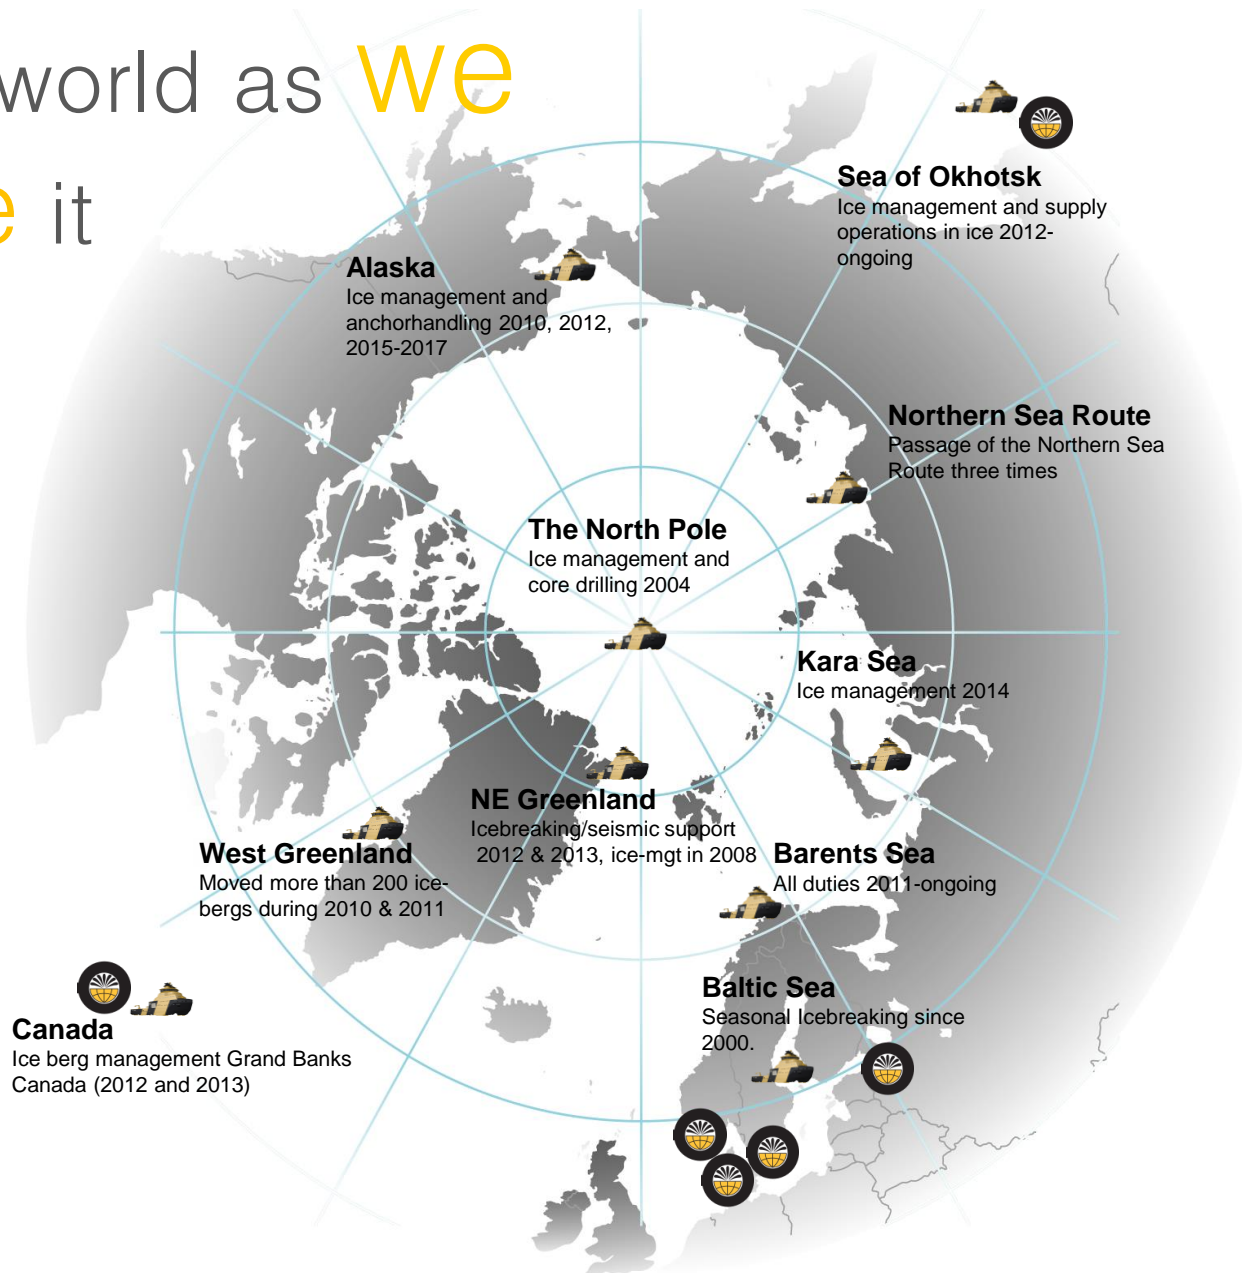 world as we
e it
Sea of Okhotsk
Ice management and supply
operations in ice 2012-
ongoing
Alaska
Ice management and
anchorhandling 2010, 2012,
2015-2017
Northern Sea Route
Passage of the Northern Sea
Route three times
The North Pole
Ice management and
core drilling 2004
Kara Sea
Ice management 2014
NE Greenland
Icebreaking/seismic support
2012 & 2013, ice-mgt in 2008
West Greenland
Moved more than 200 ice-
bergs during 2010 & 2011
Barents Sea
All duties 2011-ongoing
Baltic Sea
Seasonal Icebreaking since
2000.
Canada
Ice berg management Grand Banks
Canada (2012 and 2013)